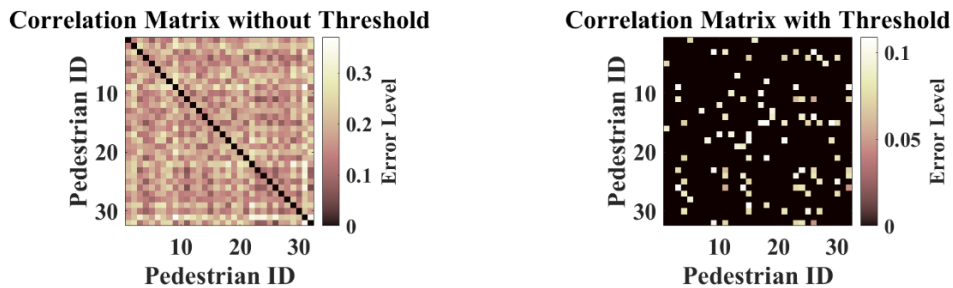 Correlation Matrix without Threshold
Pedestrian ID
10
20
30
10 20 30
Pedestrian ID
0.3
0.2
0.1
0
Error Level
Correlation Matrix with Threshold
Pedestrian ID
10
20
30
10 20 30
Pedestrian ID
0.1
0.05
0
Error Level